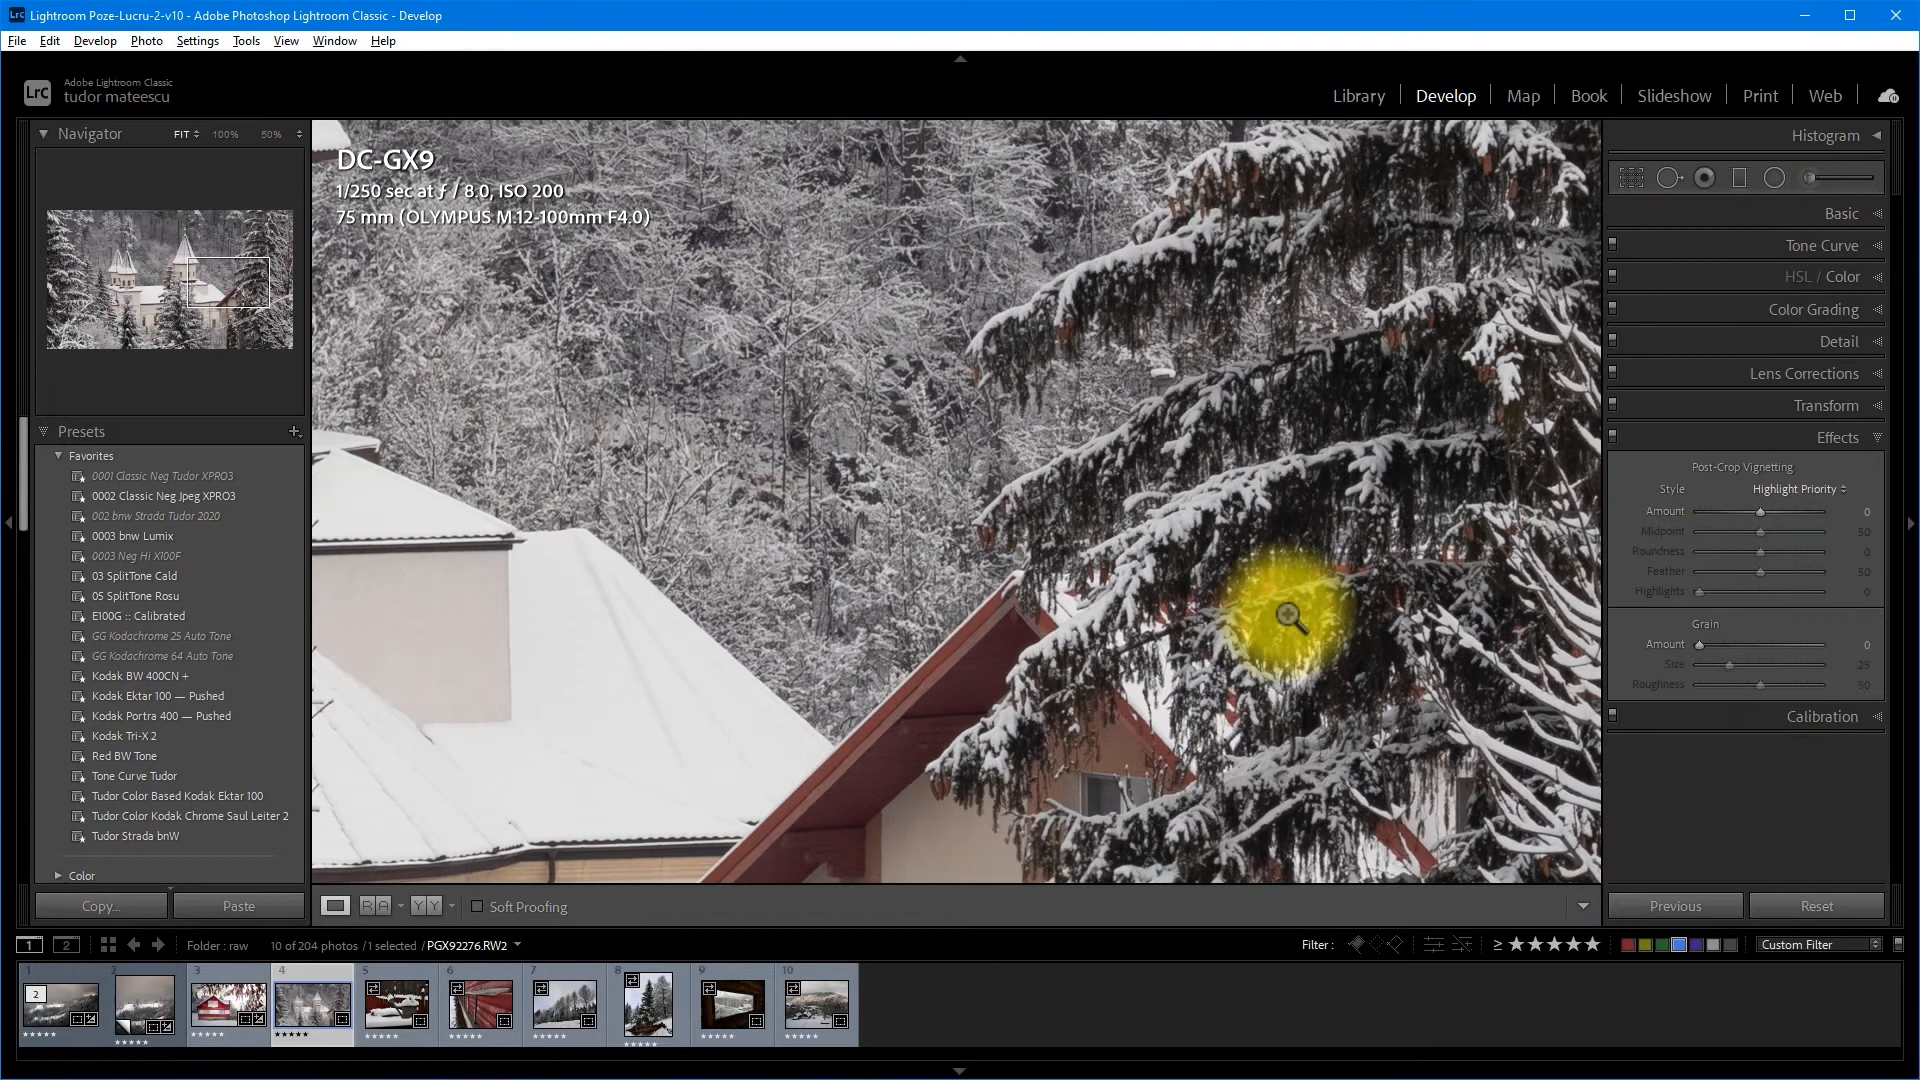 Lightroom Poze-Lucru-2-v10 - Adobe Photoshop Lightroom Classic - Develop
File Edit Develop Photo Settings Tools View Window Help
LrC
Adobe Lightroom Classic
tudor mateescu
Library Develop Map Book Slideshow Print Web
Navigator FIT 100% 50%
Presets
Favorites
0001 Classic Neg Tudor XPRO3
0002 Classic Neg Jpeg XPRO3
002 bnw Strada Tudor 2020
0003 bnw Lumix
0003 Neg Hi X100F
03 SplitTone Cald
05 SplitTone Rosu
E100G :: Calibrated
GG Kodachrome 25 Auto Tone
GG Kodachrome 64 Auto Tone
Kodak BW 400CN +
Kodak Ektar 100 — Pushed
Kodak Portra 400 — Pushed
Kodak Tri-X 2
Red BW Tone
Tone Curve Tudor
Tudor Color Based Kodak Ektar 100
Tudor Color Kodak Chrome Saul Leiter 2
Tudor Strada bnW
Color
Copy... Paste
DC-GX9
1/250 sec at ƒ / 8.0, ISO 200
75 mm (OLYMPUS M.12-100mm F4.0)
Histogram
Basic
Tone Curve
HSL / Color
Color Grading
Detail
Lens Corrections
Transform
Effects
Post-Crop Vignetting
Style Highlight Priority
Amount 0
Midpoint 50
Roundness 0
Feather 50
Highlights 0
Grain
Amount 0
Size 25
Roughness 50
Calibration
Previous Reset
R A Y Y Soft Proofing
1 2 Folder : raw 10 of 204 photos / 1 selected / PGX92276.RW2
Filter : ≥ ★★★★★ Custom Filter
1 2 3 4 5 6 7 8 9 10
2